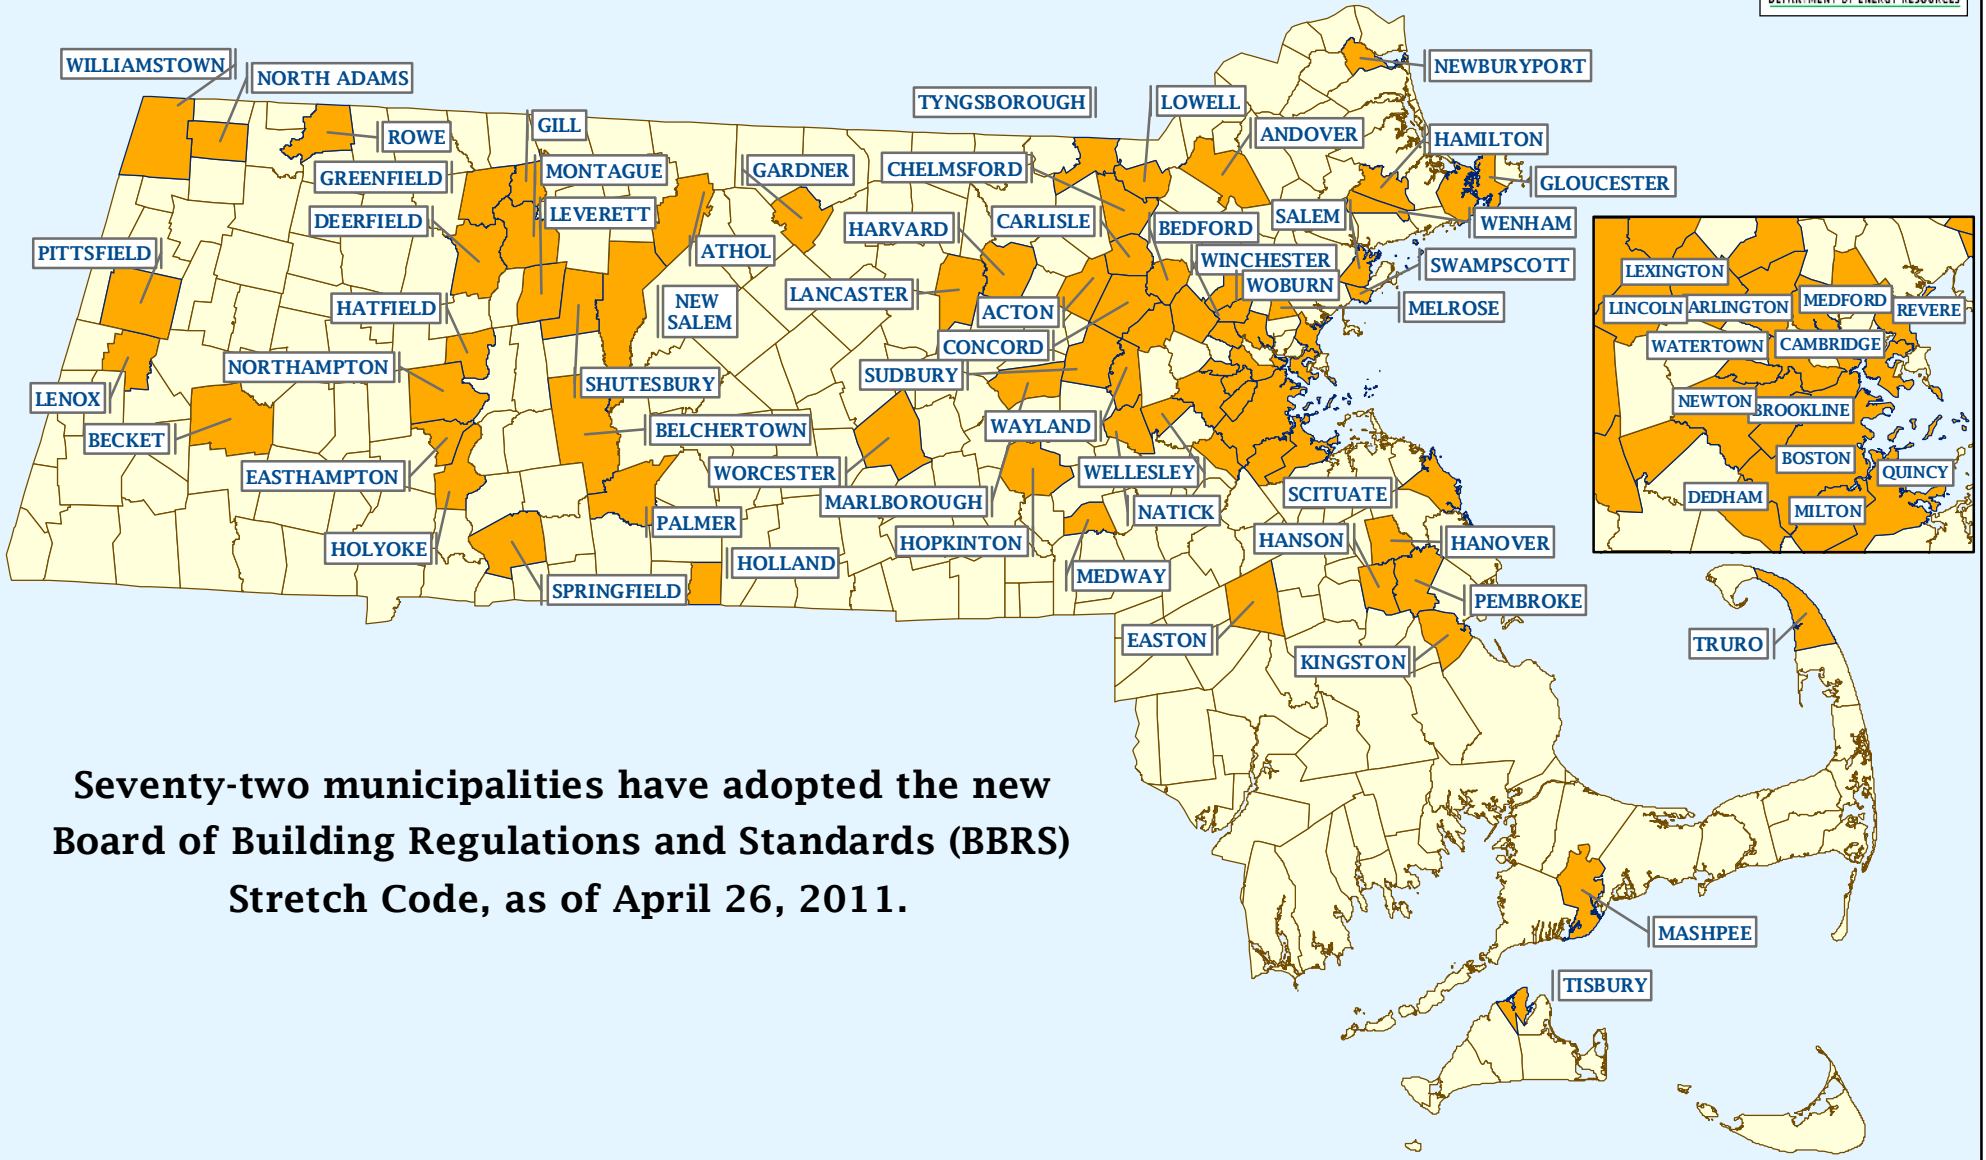 DEPARTMENT OF ENERGY RESOURCES
WILLIAMSTOWN
NORTH ADAMS
NEWBURYPORT
TYNGSBOROUGH
LOWELL
ROWE
GILL
ANDOVER
HAMILTON
GREENFIELD
MONTAGUE
GARDNER
CHELMSFORD
GLOUCESTER
DEERFIELD
LEVERETT
HARVARD
CARLISLE
BEDFORD
SALEM
WENHAM
PITTSFIELD
ATHOL
WINCHESTER
SWAMPSCOTT
LEXINGTON
HATFIELD
NEW
SALEM
LANCASTER
ACTON
WOBURN
MELROSE
LINCOLN
ARLINGTON
MEDFORD
REVERE
NORTHAMPTON
CONCORD
WATERTOWN
CAMBRIDGE
LENOX
SHUTESBURY
SUDBURY
NEWTON
BROOKLINE
BECKET
BELCHERTOWN
WAYLAND
BOSTON
EASTHAMPTON
WORCESTER
WELLESLEY
QUINCY
MARLBOROUGH
SCITUATE
DEDHAM
PALMER
NATICK
MILTON
HOLYOKE
HOPKINTON
HANSON
HANOVER
HOLLAND
MEDWAY
SPRINGFIELD
PEMBROKE
EASTON
KINGSTON
TRURO
Seventy-two municipalities have adopted the new
Board of Building Regulations and Standards (BBRS)
Stretch Code, as of April 26, 2011.
MASHPEE
TISBURY